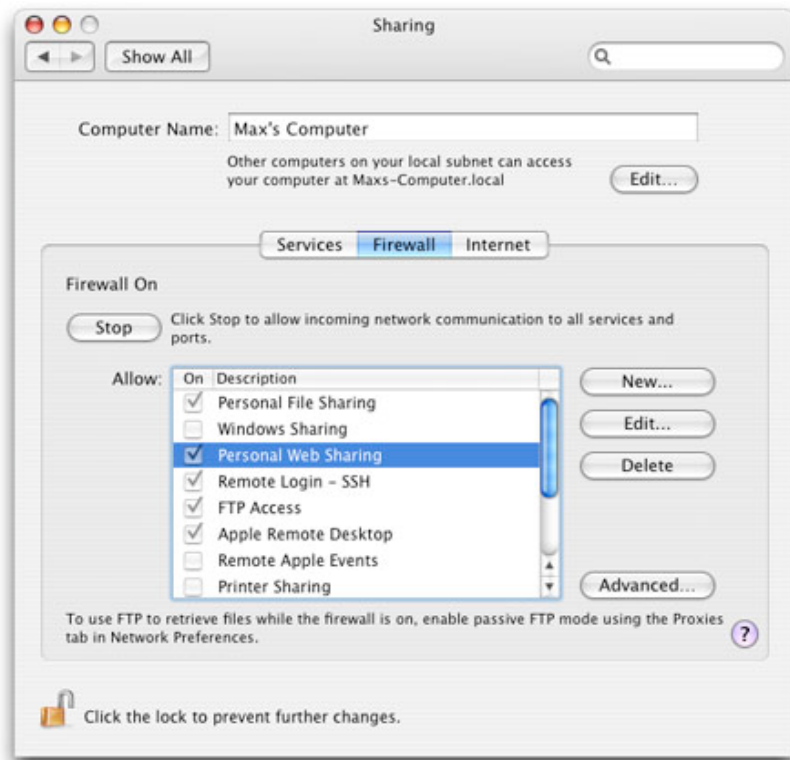 Sharing
Show All
Computer Name: Max's Computer
Other computers on your local subnet can access
your computer at Maxs-Computer.local
Edit...
Services Firewall Internet
Firewall On
Stop
Click Stop to allow incoming network communication to all services and
ports.
Allow:
On Description
Personal File Sharing
Windows Sharing
Personal Web Sharing
Remote Login – SSH
FTP Access
Apple Remote Desktop
Remote Apple Events
Printer Sharing
New...
Edit...
Delete
Advanced...
To use FTP to retrieve files while the firewall is on, enable passive FTP mode using the Proxies
tab in Network Preferences.
?
Click the lock to prevent further changes.